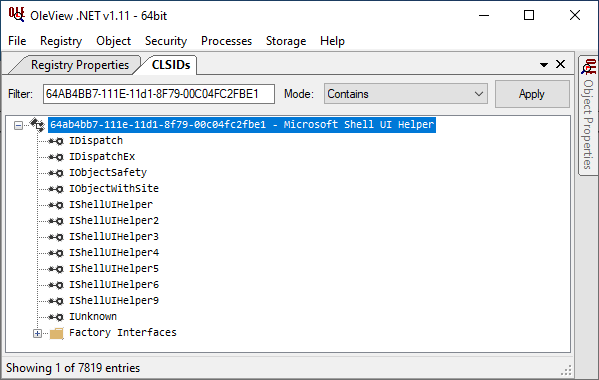 OleView .NET v1.11 - 64bit
File Registry Object Security Processes Storage Help
Registry Properties CLSIDs
Filter: 64AB4BB7-111E-11D1-8F79-00C04FC2FBE1 Mode: Contains Apply
64ab4bb7-111e-11d1-8f79-00c04fc2fbe1 - Microsoft Shell UI Helper
IDispatch
IDispatchEx
IObjectSafety
IObjectWithSite
IShellUIHelper
IShellUIHelper2
IShellUIHelper3
IShellUIHelper4
IShellUIHelper5
IShellUIHelper6
IShellUIHelper9
IUnknown
Factory Interfaces
Object Properties
Showing 1 of 7819 entries